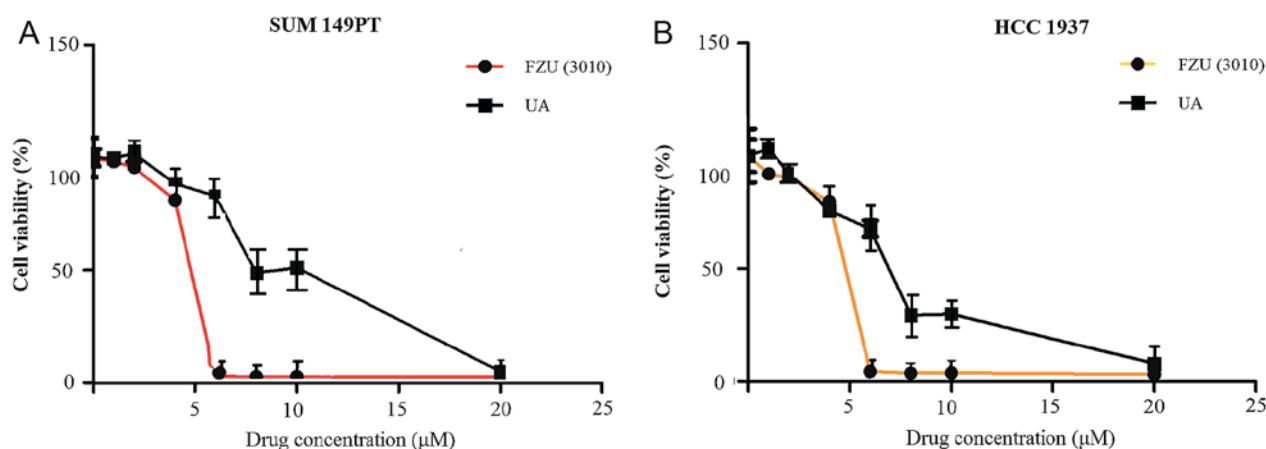 A
SUM 149PT
150
FZU (3010)
UA
100
50
0
Cell viability (%)
5
10
15
20
25
Drug concentration (μM)
B
HCC 1937
150
FZU (3010)
UA
100
50
0
Cell viability (%)
5
10
15
20
25
Drug concentration (μM)